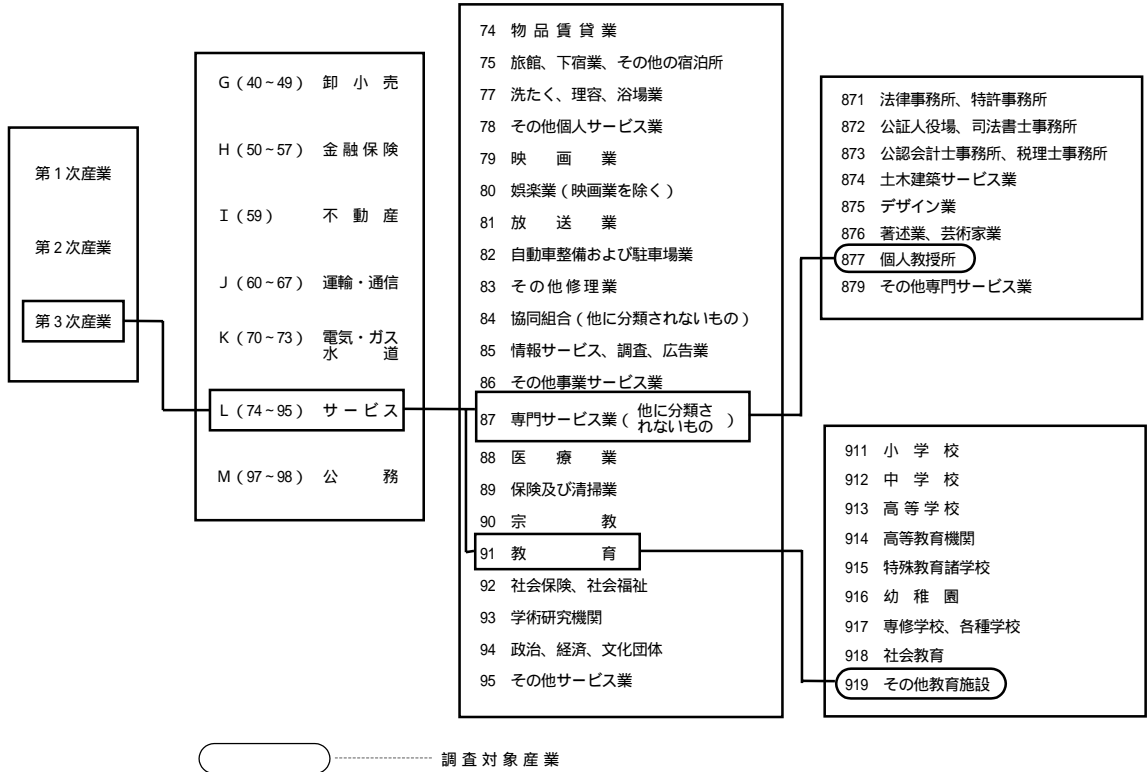 第１次産業
第２次産業
第３次産業
G（40~49） 卸小売
H（50~57） 金融保険
I（59） 不動産
J（60~67） 運輸・通信
K（70~73） 電気・ガス
水道
L（74~95） サービス
M（97~98） 公務
74 物品賃貸業
75 旅館、下宿業、その他の宿泊所
77 洗たく、理容、浴場業
78 その他個人サービス業
79 映画業
80 娯楽業（映画業を除く）
81 放送業
82 自動車整備および駐車場業
83 その他修理業
84 協同組合（他に分類されないもの）
85 情報サービス、調査、広告業
86 その他事業サービス業
87 専門サービス業（他に分類さ
れないもの）
88 医療業
89 保険及び清掃業
90 宗教
91 教育
92 社会保険、社会福祉
93 学術研究機関
94 政治、経済、文化団体
95 その他サービス業
871 法律事務所、特許事務所
872 公証人役場、司法書士事務所
873 公認会計士事務所、税理士事務所
874 土木建築サービス業
875 デザイン業
876 著述業、芸術家業
877 個人教授所
879 その他専門サービス業
911 小学校
912 中学校
913 高等学校
914 高等教育機関
915 特殊教育諸学校
916 幼稚園
917 専修学校、各種学校
918 社会教育
919 その他教育施設
調査対象産業